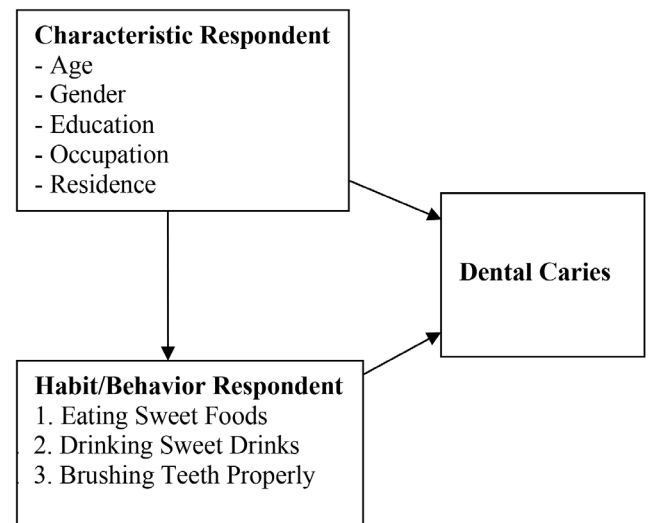 Characteristic Respondent
- Age
- Gender
- Education
- Occupation
- Residence
Dental Caries
Habit/Behavior Respondent
1. Eating Sweet Foods
2. Drinking Sweet Drinks
3. Brushing Teeth Properly